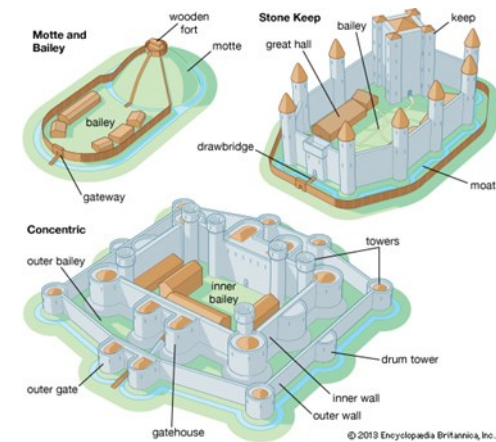 Motte and
Bailey
wooden
fort
motte
bailey
gateway
Stone Keep
bailey
keep
great hall
drawbridge
moat
Concentric
outer bailey
towers
inner
bailey
drum tower
outer gate
inner wall
outer wall
gatehouse
© 2013 Encyclopædia Britannica, Inc.